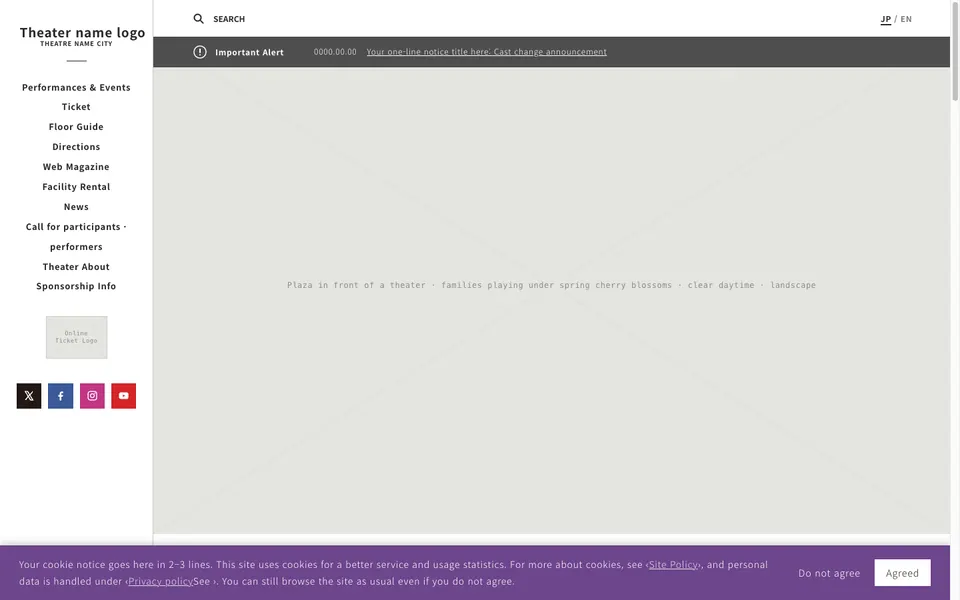 Theater name logo
THEATRE NAME CITY
Performances & Events
Ticket
Floor Guide
Directions
Web Magazine
Facility Rental
News
Call for participants ·
performers
Theater About
Sponsorship Info
Online
Ticket Logo
SEARCH
JP / EN
Important Alert 0000.00.00 Your one-line notice title here: Cast change announcement
Plaza in front of a theater · families playing under spring cherry blossoms · clear daytime · landscape
Your cookie notice goes here in 2–3 lines. This site uses cookies for a better service and usage statistics. For more about cookies, see ‹Site Policy›, and personal
data is handled under ‹Privacy policySee ›. You can still browse the site as usual even if you do not agree.
Do not agree
Agreed